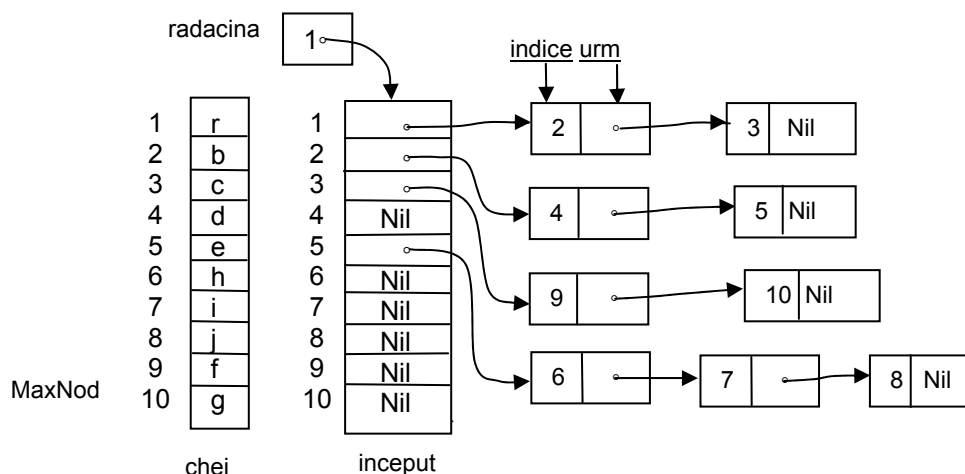 radacina
1
indice urm
1 r 1 2 3 Nil
2 b 2
3 c 3
4 d 4 Nil 4 5 Nil
5 e 5
6 h 6 Nil
7 i 7 Nil 9 10 Nil
8 j 8 Nil
9 f 9 Nil 6 7 8 Nil
MaxNod 10 g 10 Nil
chei inceput